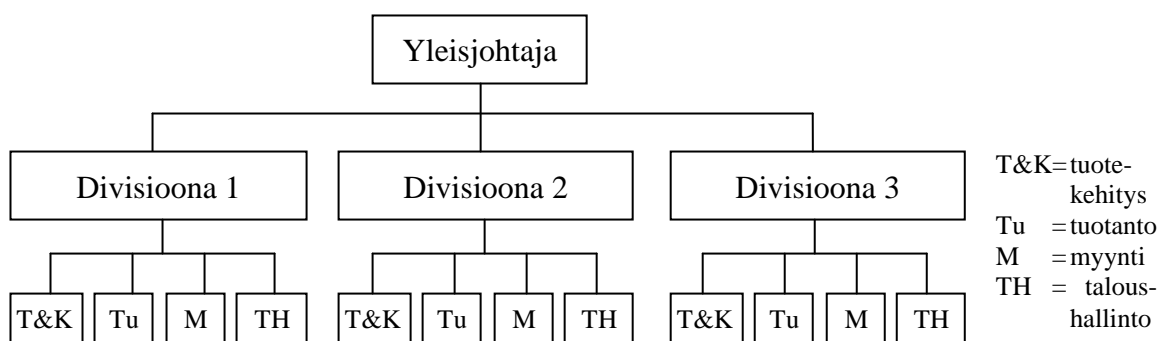 Yleisjohtaja
Divisioona 1
Divisioona 2
Divisioona 3
T&K
Tu
M
TH
T&K
Tu
M
TH
T&K
Tu
M
TH
T&K=tuote-
kehitys
Tu =tuotanto
M =myynti
TH = talous-
hallinto